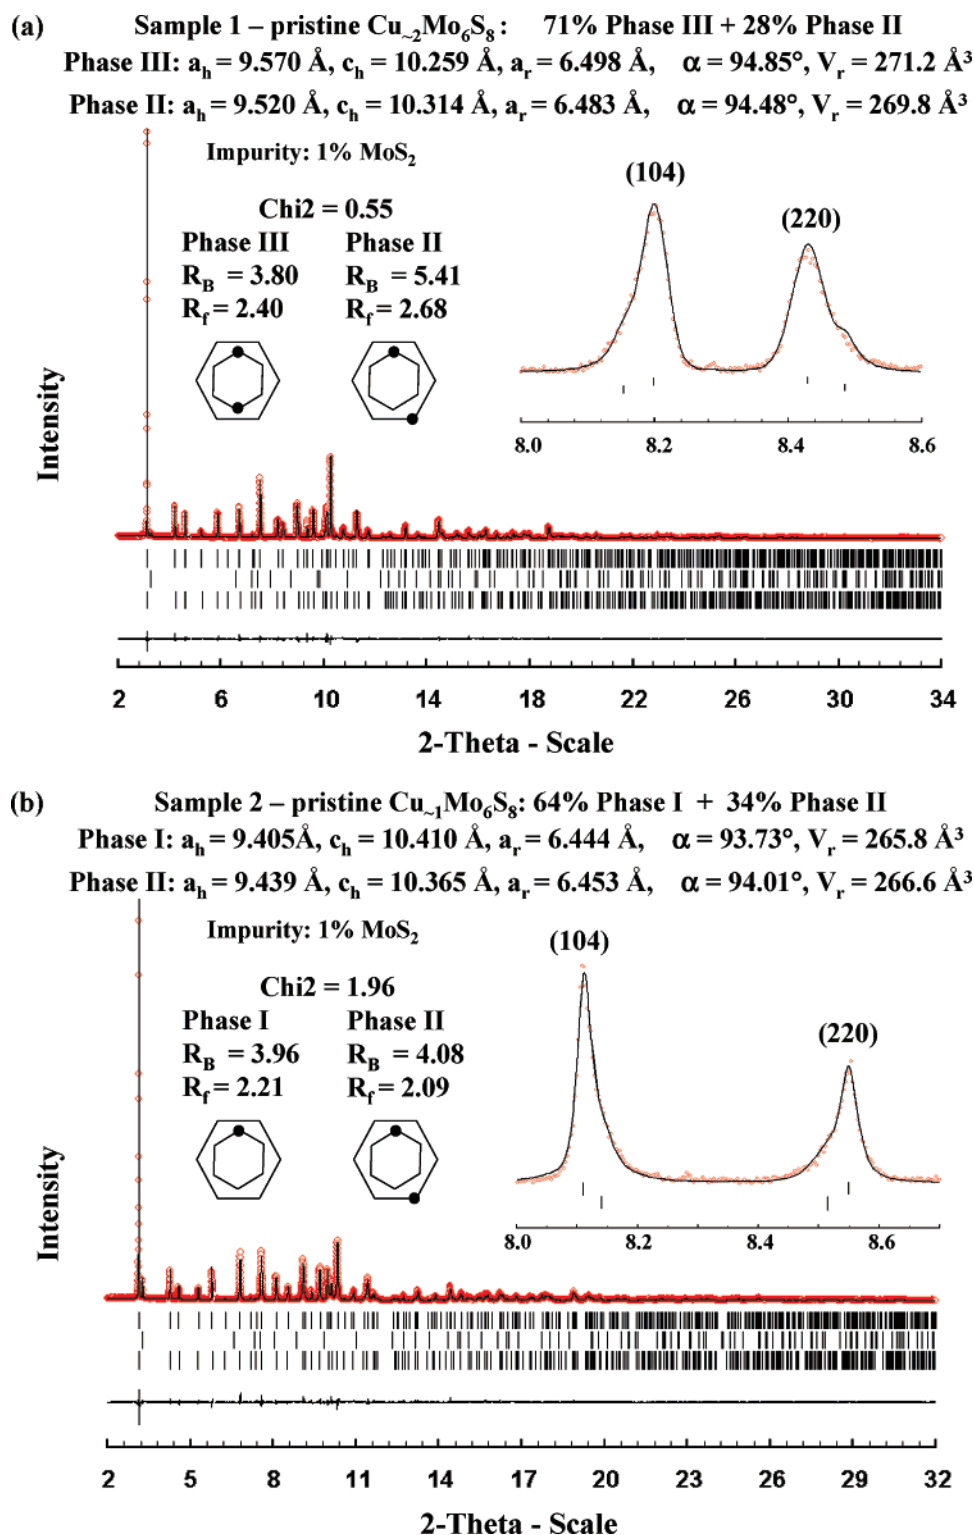 (a) Sample 1 – pristine Cu~2Mo6S8 : 71% Phase III + 28% Phase II
Phase III: ah = 9.570 Å, ch = 10.259 Å, ar = 6.498 Å, α = 94.85°, Vr = 271.2 Å3
Phase II: ah = 9.520 Å, ch = 10.314 Å, ar = 6.483 Å, α = 94.48°, Vr = 269.8 Å3
Impurity: 1% MoS2
Chi2 = 0.55
Phase III Phase II
RB = 3.80 RB = 5.41
Rf = 2.40 Rf = 2.68
(104)
(220)
8.0 8.2 8.4 8.6
Intensity
2 6 10 14 18 22 26 30 34
2-Theta - Scale
(b) Sample 2 – pristine Cu~1Mo6S8: 64% Phase I + 34% Phase II
Phase I: ah = 9.405Å, ch = 10.410 Å, ar = 6.444 Å, α = 93.73°, Vr = 265.8 Å3
Phase II: ah = 9.439 Å, ch = 10.365 Å, ar = 6.453 Å, α = 94.01°, Vr = 266.6 Å3
Impurity: 1% MoS2
Chi2 = 1.96
Phase I Phase II
RB = 3.96 RB = 4.08
Rf = 2.21 Rf = 2.09
(104)
(220)
8.0 8.2 8.4 8.6
Intensity
2 5 8 11 14 17 20 23 26 29 32
2-Theta - Scale